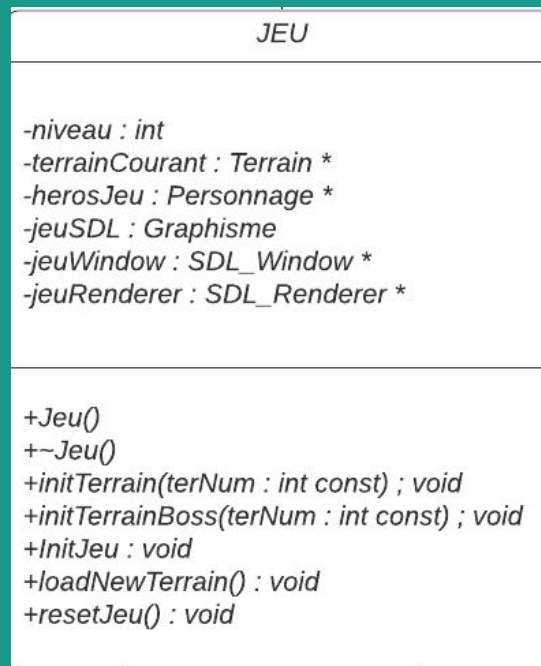 JEU
-niveau : int
-terrainCourant : Terrain *
-herosJeu : Personnage *
-jeuSDL : Graphisme
-jeuWindow : SDL_Window *
-jeuRenderer : SDL_Renderer *
+Jeu()
+~Jeu()
+initTerrain(terNum : int const) ; void
+initTerrainBoss(terNum : int const) ; void
+InitJeu : void
+loadNewTerrain() : void
+resetJeu() : void